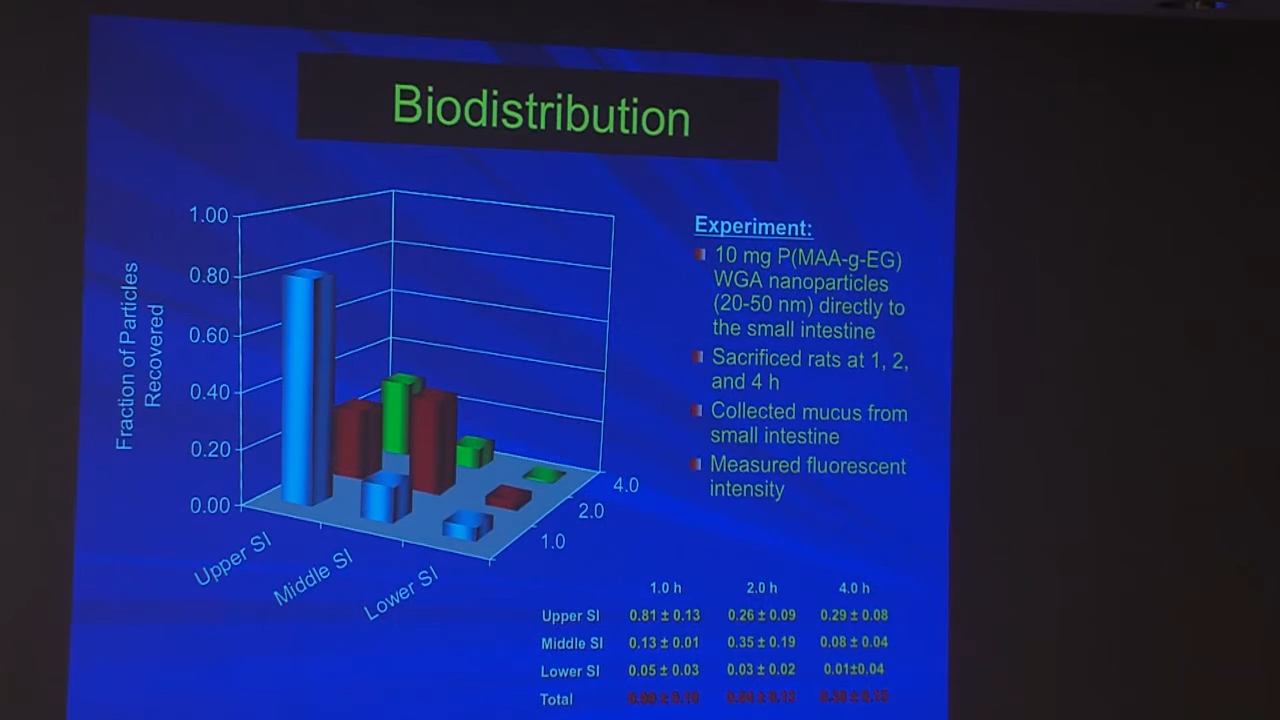 Biodistribution
Fraction of Particles
Recovered
1.00
0.80
0.60
0.40
0.20
0.00
Upper SI
Middle SI
Lower SI
1.0
2.0
4.0
Experiment:
10 mg P(MAA-g-EG)
WGA nanoparticles
(20-50 nm) directly to
the small intestine
Sacrificed rats at 1, 2,
and 4 h
Collected mucus from
small intestine
Measured fluorescent
intensity
1.0 h 2.0 h 4.0 h
Upper SI 0.81 ± 0.13 0.26 ± 0.09 0.29 ± 0.08
Middle SI 0.13 ± 0.01 0.35 ± 0.19 0.08 ± 0.04
Lower SI 0.05 ± 0.03 0.03 ± 0.02 0.01±0.04
Total